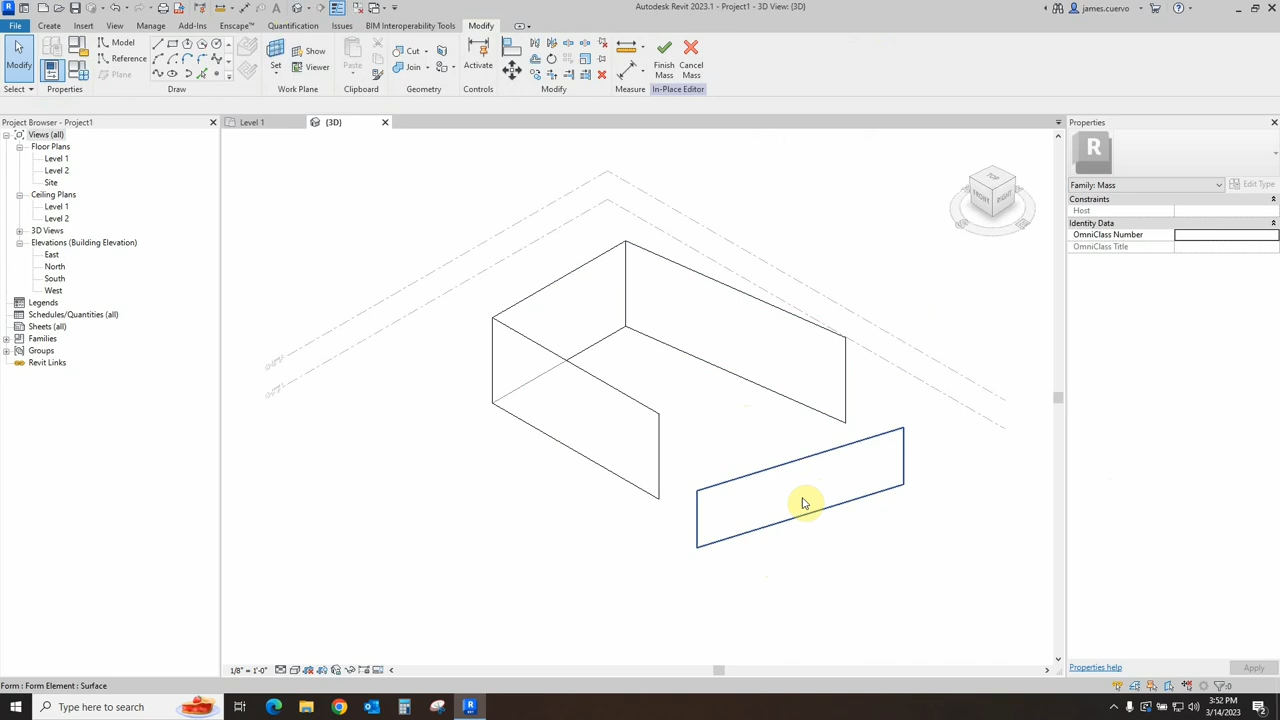 Autodesk Revit 2023.1 - Project1 - 3D View: {3D}
james.cuervo
File
Create
Insert
View
Manage
Add-Ins
Enscape™
Quantification
Issues
BIM Interoperability Tools
Modify
Modify
Model
Reference
Plane
Set
Show
Viewer
Paste
Cut
Join
Activate
Finish
Mass
Cancel
Mass
Select
Properties
Draw
Work Plane
Clipboard
Geometry
Controls
Modify
Measure
In-Place Editor
Project Browser - Project1
Views (all)
Floor Plans
Level 1
Level 2
Site
Ceiling Plans
Level 1
Level 2
3D Views
Elevations (Building Elevation)
East
North
South
West
Legends
Schedules/Quantities (all)
Sheets (all)
Families
Groups
Revit Links
Level 1
{3D}
TOP
FRONT
RIGHT
Properties
R
Family: Mass
Edit Type
Constraints
Host
Identity Data
OmniClass Number
OmniClass Title
Properties help
Apply
1/8" = 1'-0"
Form : Form Element : Surface
:0
Type here to search
3:52 PM
3/14/2023